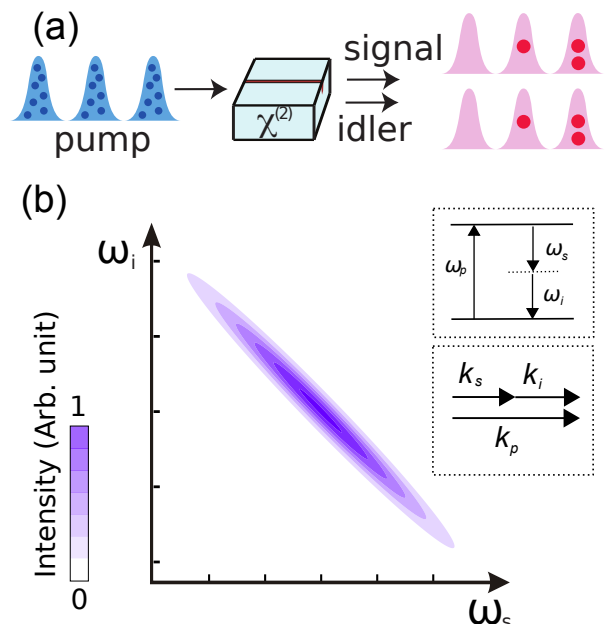 (a)
signal
pump
χ(2)
idler
(b)
ωi
ωp
ωs
ωi
ks
ki
kp
Intensity (Arb. unit)
1
0
ωs